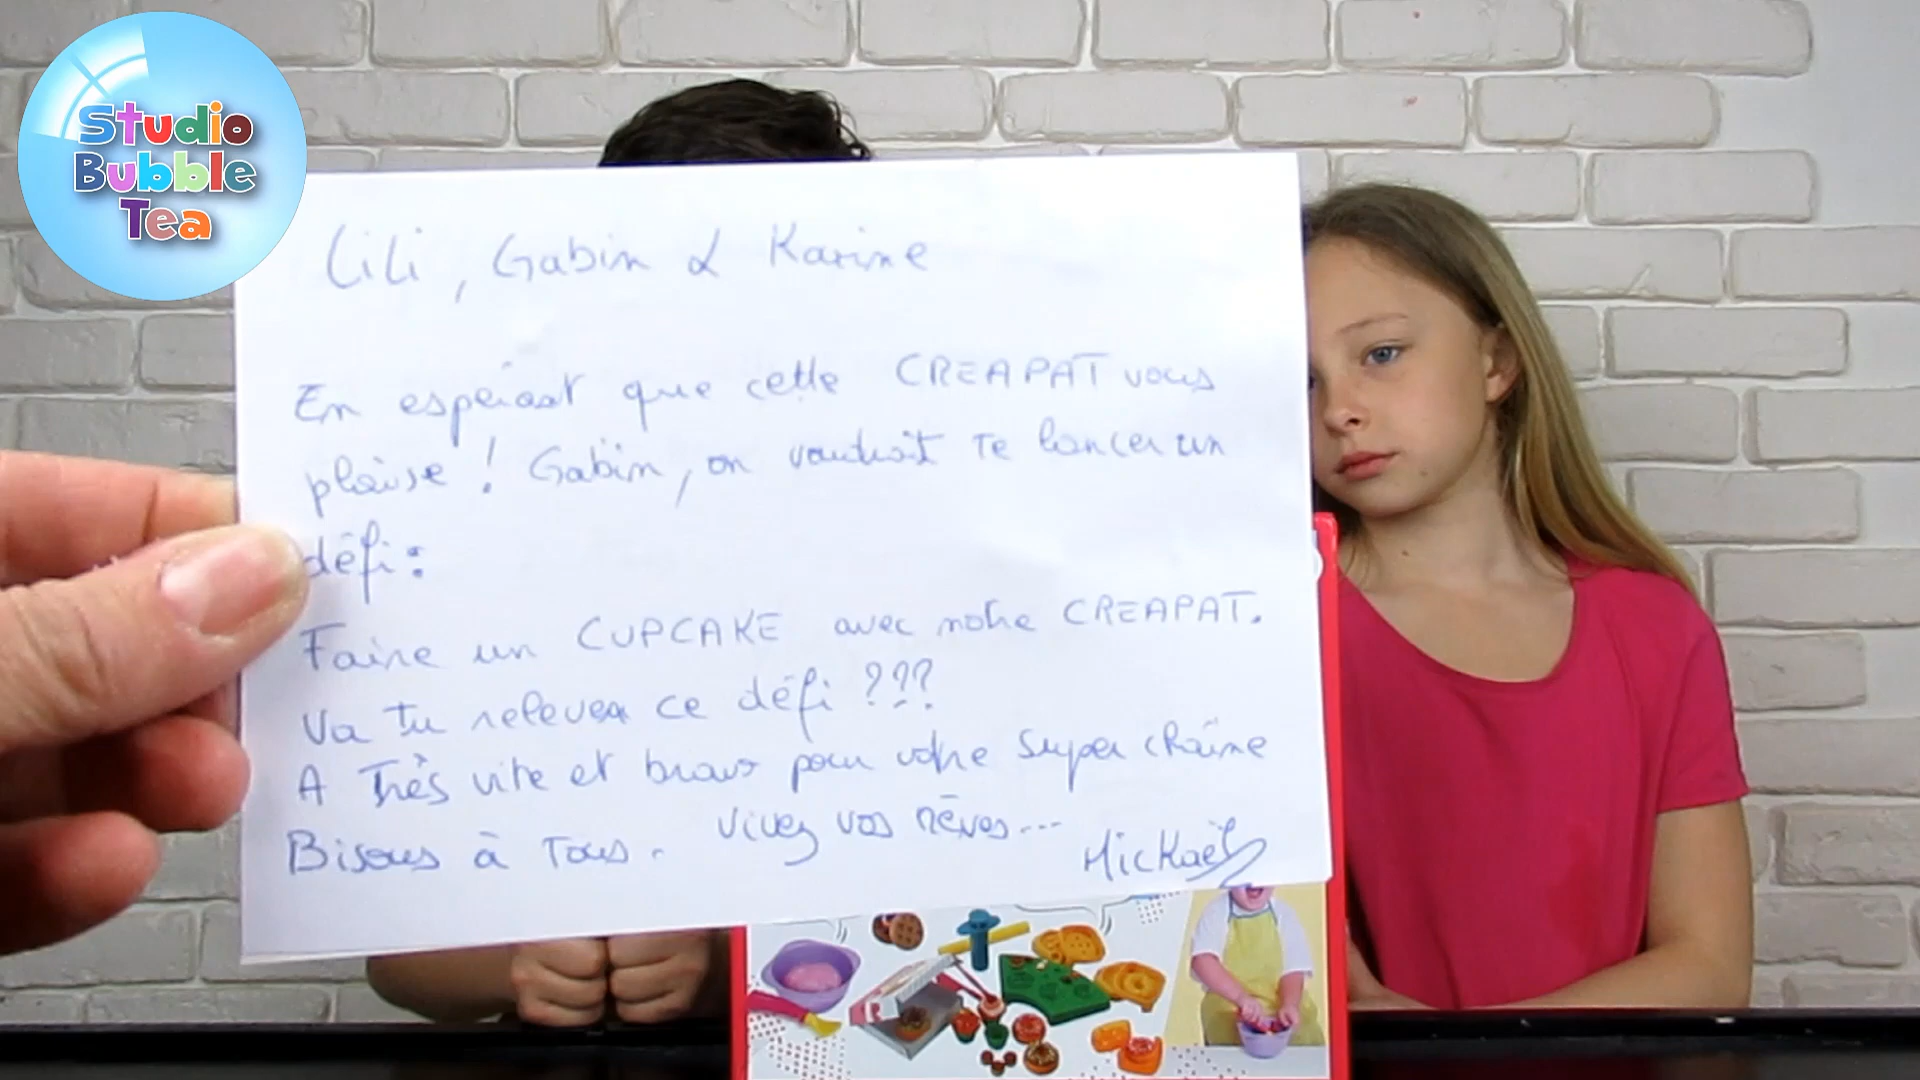 Studio
Bubble
Tea
Lili, Gabin & Karine
En espérant que cette CREAPAT vous
plaise ! Gabin, on voudrait te lancer un
défi :
Faire un CUPCAKE avec notre CREAPAT.
Va tu relever ce défi ???
A Très vite et bravo pour votre super chaîne
Bisous à Tous. Vivez vos rêves...
Mickaël